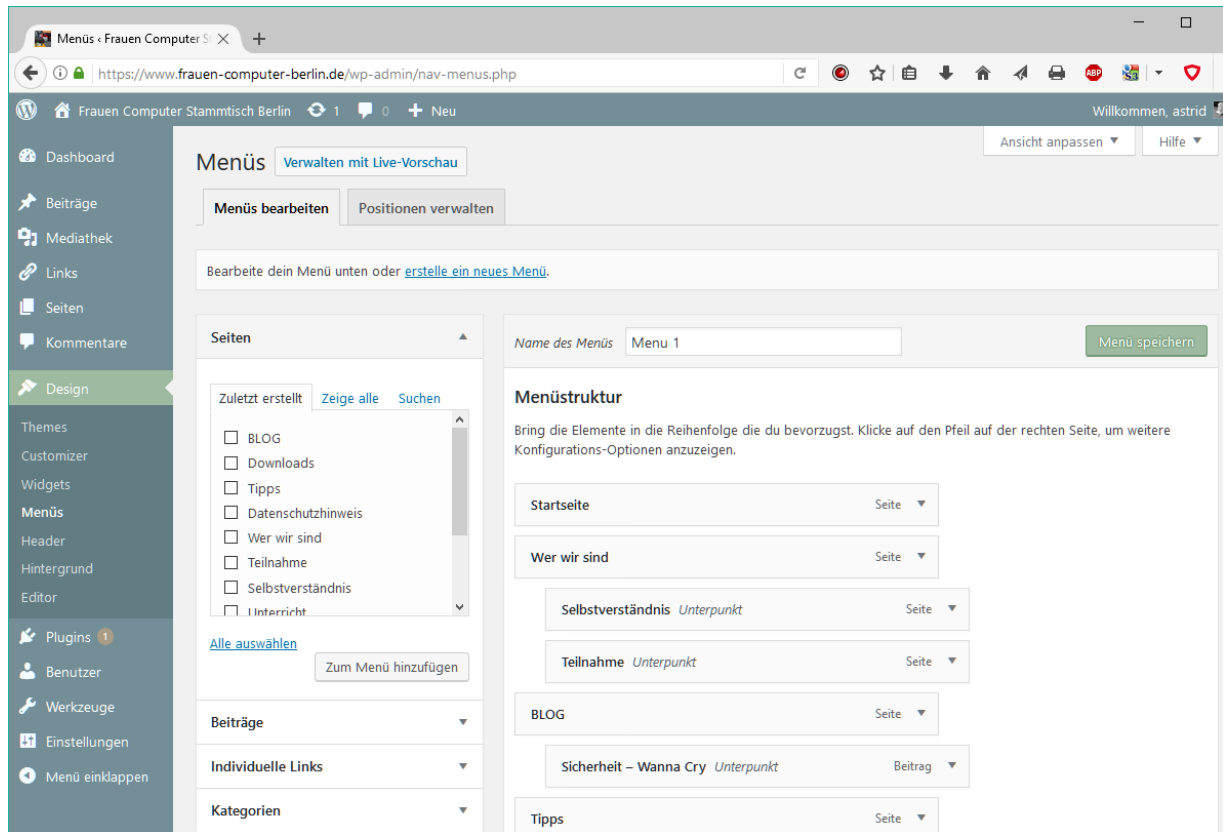 Menüs ‹ Frauen Computer S
https://www.frauen-computer-berlin.de/wp-admin/nav-menus.php
ABP
Frauen Computer Stammtisch Berlin 1 0 Neu
Willkommen, astrid
Dashboard
Beiträge
Mediathek
Links
Seiten
Kommentare
Design
Themes
Customizer
Widgets
Menüs
Header
Hintergrund
Editor
Plugins 1
Benutzer
Werkzeuge
Einstellungen
Menü einklappen
Ansicht anpassen
Hilfe
Menüs
Verwalten mit Live-Vorschau
Menüs bearbeiten
Positionen verwalten
Bearbeite dein Menü unten oder erstelle ein neues Menü.
Seiten
Zuletzt erstellt Zeige alle Suchen
BLOG
Downloads
Tipps
Datenschutzhinweis
Wer wir sind
Teilnahme
Selbstverständnis
Unterricht
Alle auswählen
Zum Menü hinzufügen
Beiträge
Individuelle Links
Kategorien
Name des Menüs Menu 1
Menü speichern
Menüstruktur
Bring die Elemente in die Reihenfolge die du bevorzugst. Klicke auf den Pfeil auf der rechten Seite, um weitere
Konfigurations-Optionen anzuzeigen.
Startseite Seite
Wer wir sind Seite
Selbstverständnis Unterpunkt Seite
Teilnahme Unterpunkt Seite
BLOG Seite
Sicherheit – Wanna Cry Unterpunkt Beitrag
Tipps Seite